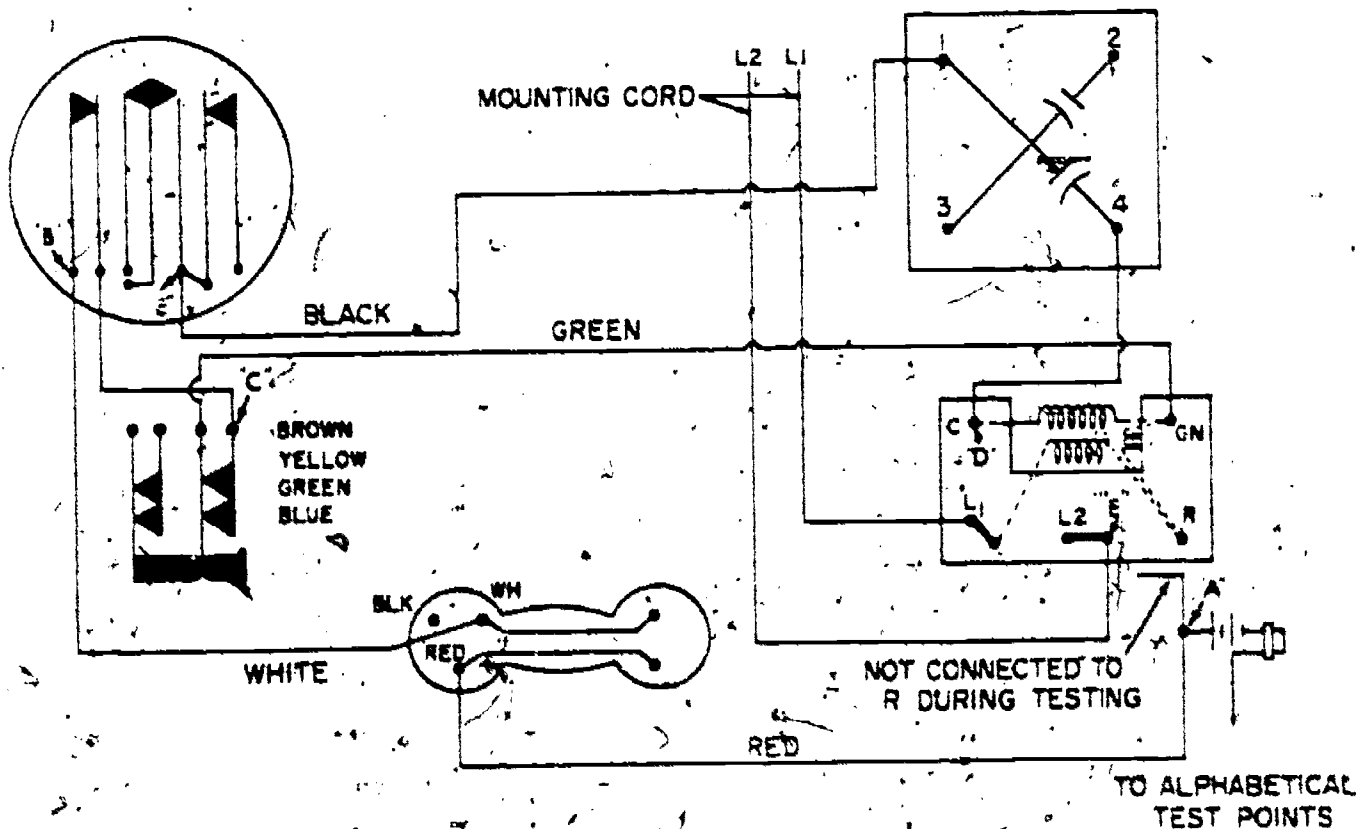 L2 L1
MOUNTING CORD
1
2
3
4
"B"
BLACK
GREEN
"C"
BROWN
YELLOW
GREEN
BLUE
C
"D"
GN
L1
L2
R
BLK
WH
RED
WHITE
"A"
NOT CONNECTED TO
R DURING TESTING
RED
TO ALPHABETICAL
TEST POINTS